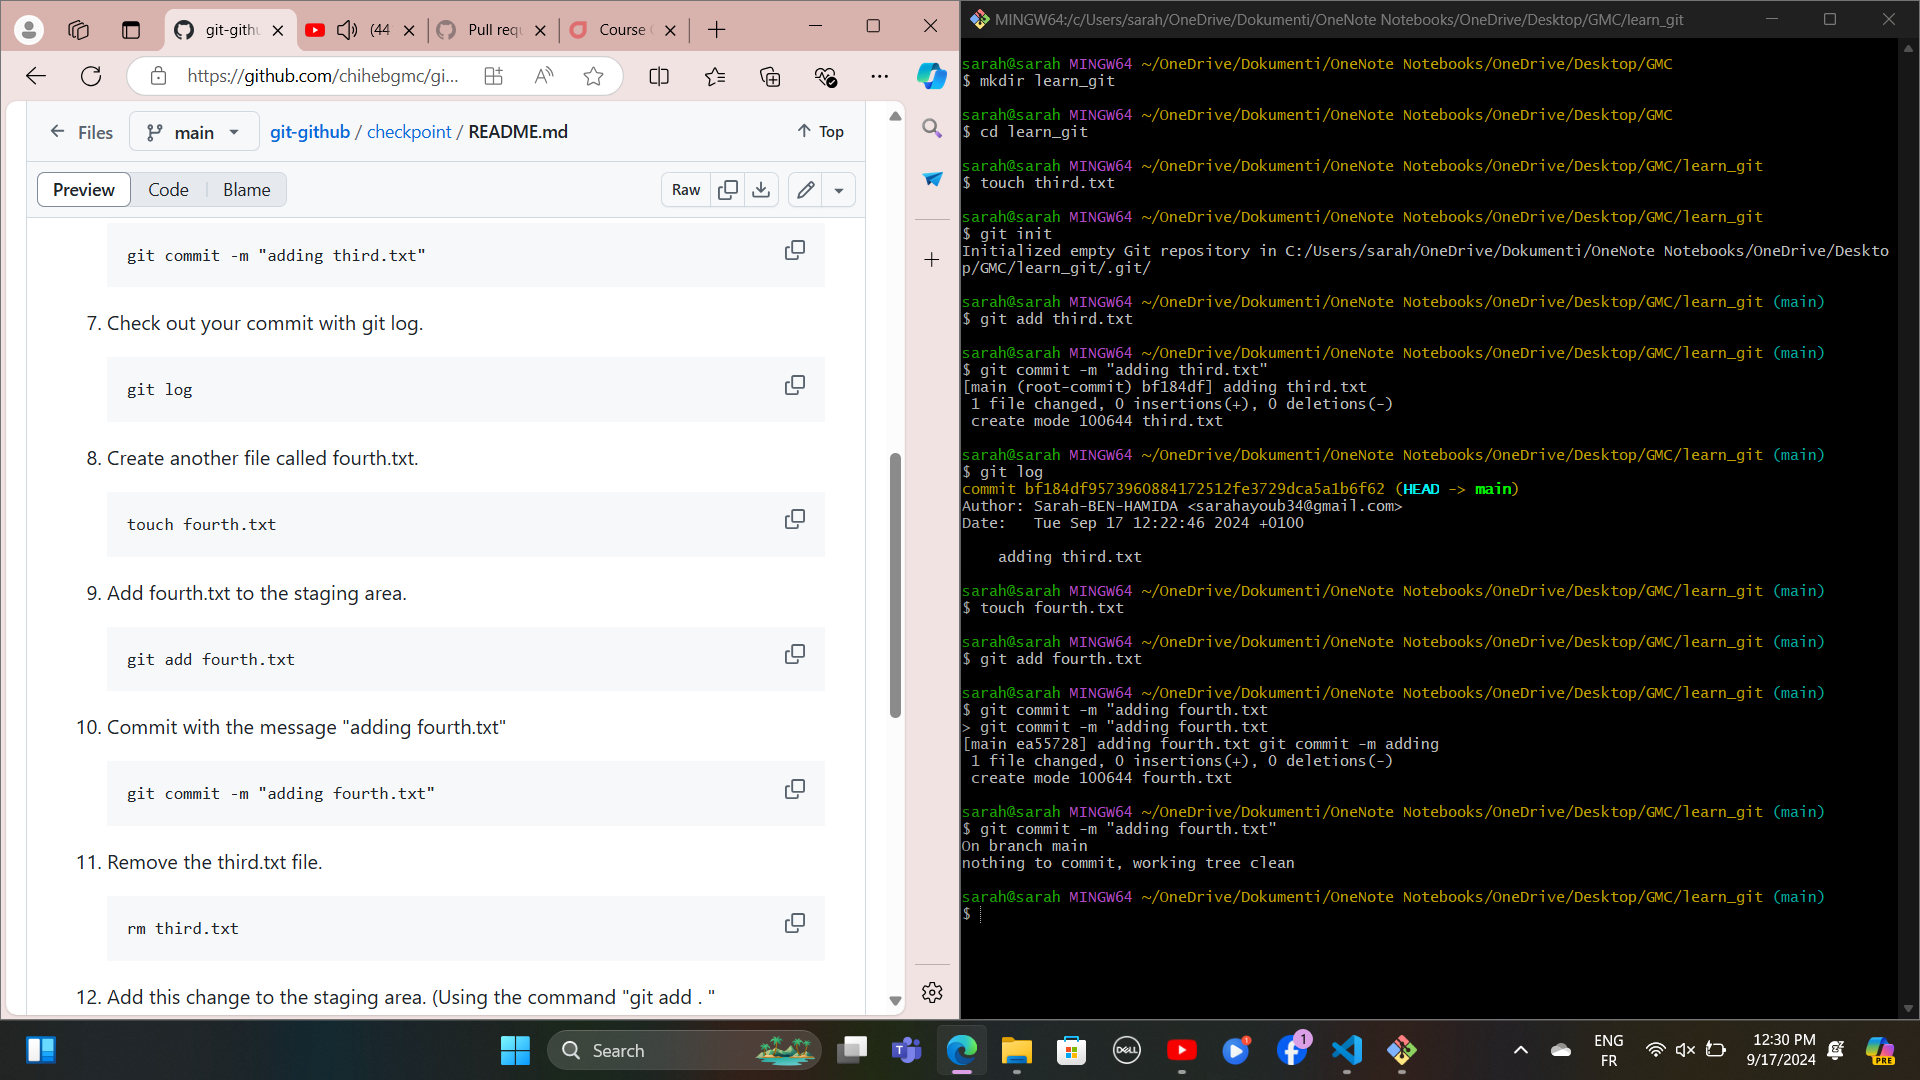 git-githu
(44
Pull requ
Course
https://github.com/chihebgmc/gi...
Files
main
git-github / checkpoint / README.md
Top
Preview
Code
Blame
Raw
git commit -m "adding third.txt"
7. Check out your commit with git log.
git log
8. Create another file called fourth.txt.
touch fourth.txt
9. Add fourth.txt to the staging area.
git add fourth.txt
10. Commit with the message "adding fourth.txt"
git commit -m "adding fourth.txt"
11. Remove the third.txt file.
rm third.txt
12. Add this change to the staging area. (Using the command "git add . "
MINGW64:/c/Users/sarah/OneDrive/Dokumenti/OneNote Notebooks/OneDrive/Desktop/GMC/learn_git
sarah@sarah MINGW64 ~/OneDrive/Dokumenti/OneNote Notebooks/OneDrive/Desktop/GMC
$ mkdir learn_git
sarah@sarah MINGW64 ~/OneDrive/Dokumenti/OneNote Notebooks/OneDrive/Desktop/GMC
$ cd learn_git
sarah@sarah MINGW64 ~/OneDrive/Dokumenti/OneNote Notebooks/OneDrive/Desktop/GMC/learn_git
$ touch third.txt
sarah@sarah MINGW64 ~/OneDrive/Dokumenti/OneNote Notebooks/OneDrive/Desktop/GMC/learn_git
$ git init
Initialized empty Git repository in C:/Users/sarah/OneDrive/Dokumenti/OneNote Notebooks/OneDrive/Deskto
p/GMC/learn_git/.git/
sarah@sarah MINGW64 ~/OneDrive/Dokumenti/OneNote Notebooks/OneDrive/Desktop/GMC/learn_git (main)
$ git add third.txt
sarah@sarah MINGW64 ~/OneDrive/Dokumenti/OneNote Notebooks/OneDrive/Desktop/GMC/learn_git (main)
$ git commit -m "adding third.txt"
[main (root-commit) bf184df] adding third.txt
1 file changed, 0 insertions(+), 0 deletions(-)
create mode 100644 third.txt
sarah@sarah MINGW64 ~/OneDrive/Dokumenti/OneNote Notebooks/OneDrive/Desktop/GMC/learn_git (main)
$ git log
commit bf184df9573960884172512fe3729dca5a1b6f62 (HEAD -> main)
Author: Sarah-BEN-HAMIDA <sarahayoub34@gmail.com>
Date:   Tue Sep 17 12:22:46 2024 +0100
adding third.txt
sarah@sarah MINGW64 ~/OneDrive/Dokumenti/OneNote Notebooks/OneDrive/Desktop/GMC/learn_git (main)
$ touch fourth.txt
sarah@sarah MINGW64 ~/OneDrive/Dokumenti/OneNote Notebooks/OneDrive/Desktop/GMC/learn_git (main)
$ git add fourth.txt
sarah@sarah MINGW64 ~/OneDrive/Dokumenti/OneNote Notebooks/OneDrive/Desktop/GMC/learn_git (main)
$ git commit -m "adding fourth.txt
> git commit -m "adding fourth.txt
[main ea55728] adding fourth.txt git commit -m adding
1 file changed, 0 insertions(+), 0 deletions(-)
create mode 100644 fourth.txt
sarah@sarah MINGW64 ~/OneDrive/Dokumenti/OneNote Notebooks/OneDrive/Desktop/GMC/learn_git (main)
$ git commit -m "adding fourth.txt"
On branch main
nothing to commit, working tree clean
sarah@sarah MINGW64 ~/OneDrive/Dokumenti/OneNote Notebooks/OneDrive/Desktop/GMC/learn_git (main)
$
Search
DELL
1
ENG
FR
12:30 PM
9/17/2024
PRE